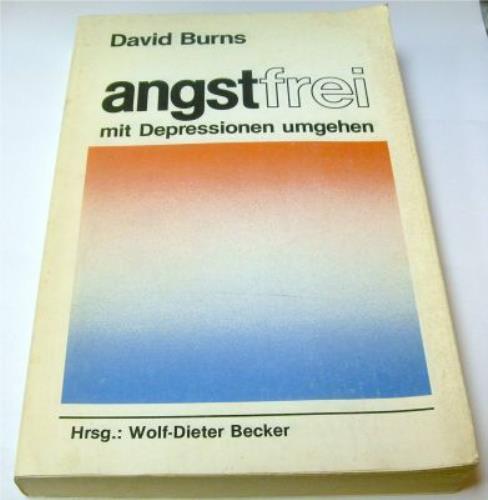 David Burns
angstfrei
mit Depressionen umgehen
Hrsg.: Wolf-Dieter Becker